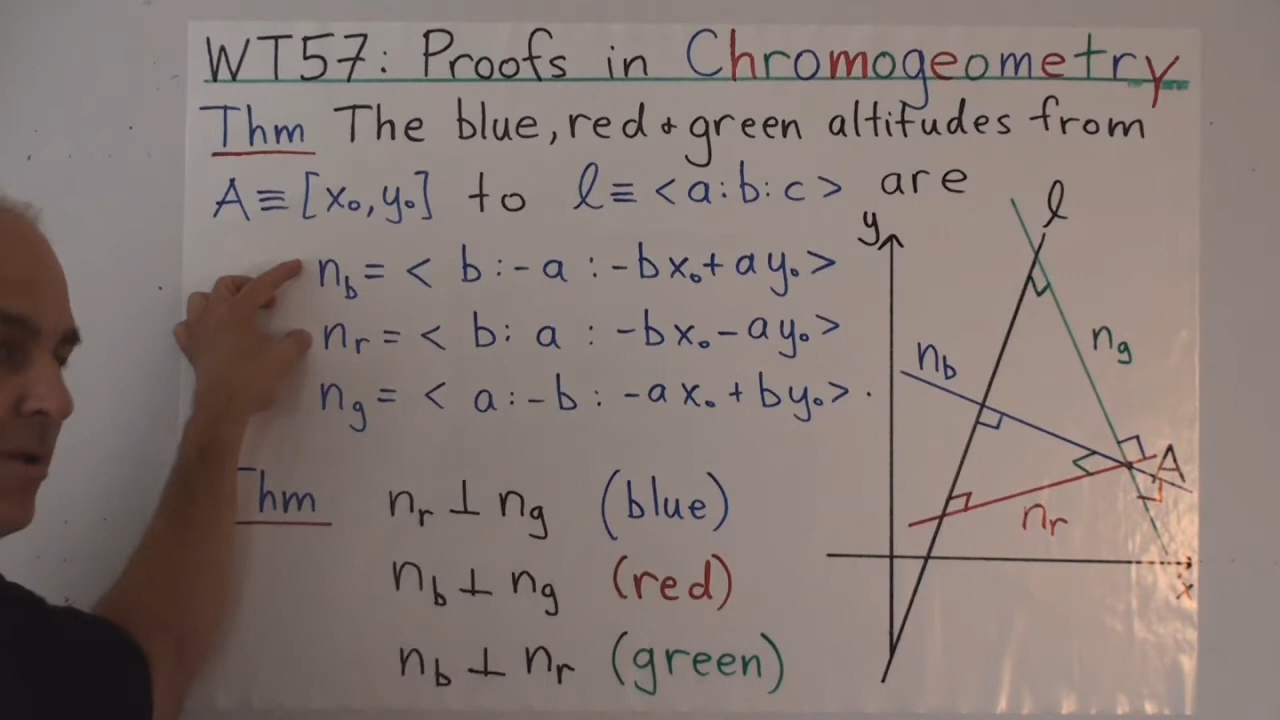 WT57: Proofs in Chromogeometry
Thm The blue, red + green altitudes from
A ≡ [x₀, y₀] to l ≡ <a:b:c> are
n_b = < b : -a : -bx₀ + ay₀ >
n_r = < b : a : -bx₀ - ay₀ >
n_g = < a : -b : -ax₀ + by₀ > .
Thm n_r ⊥ n_g (blue)
n_b ⊥ n_g (red)
n_b ⊥ n_r (green)
l
y
n_g
n_b
A
n_r
x